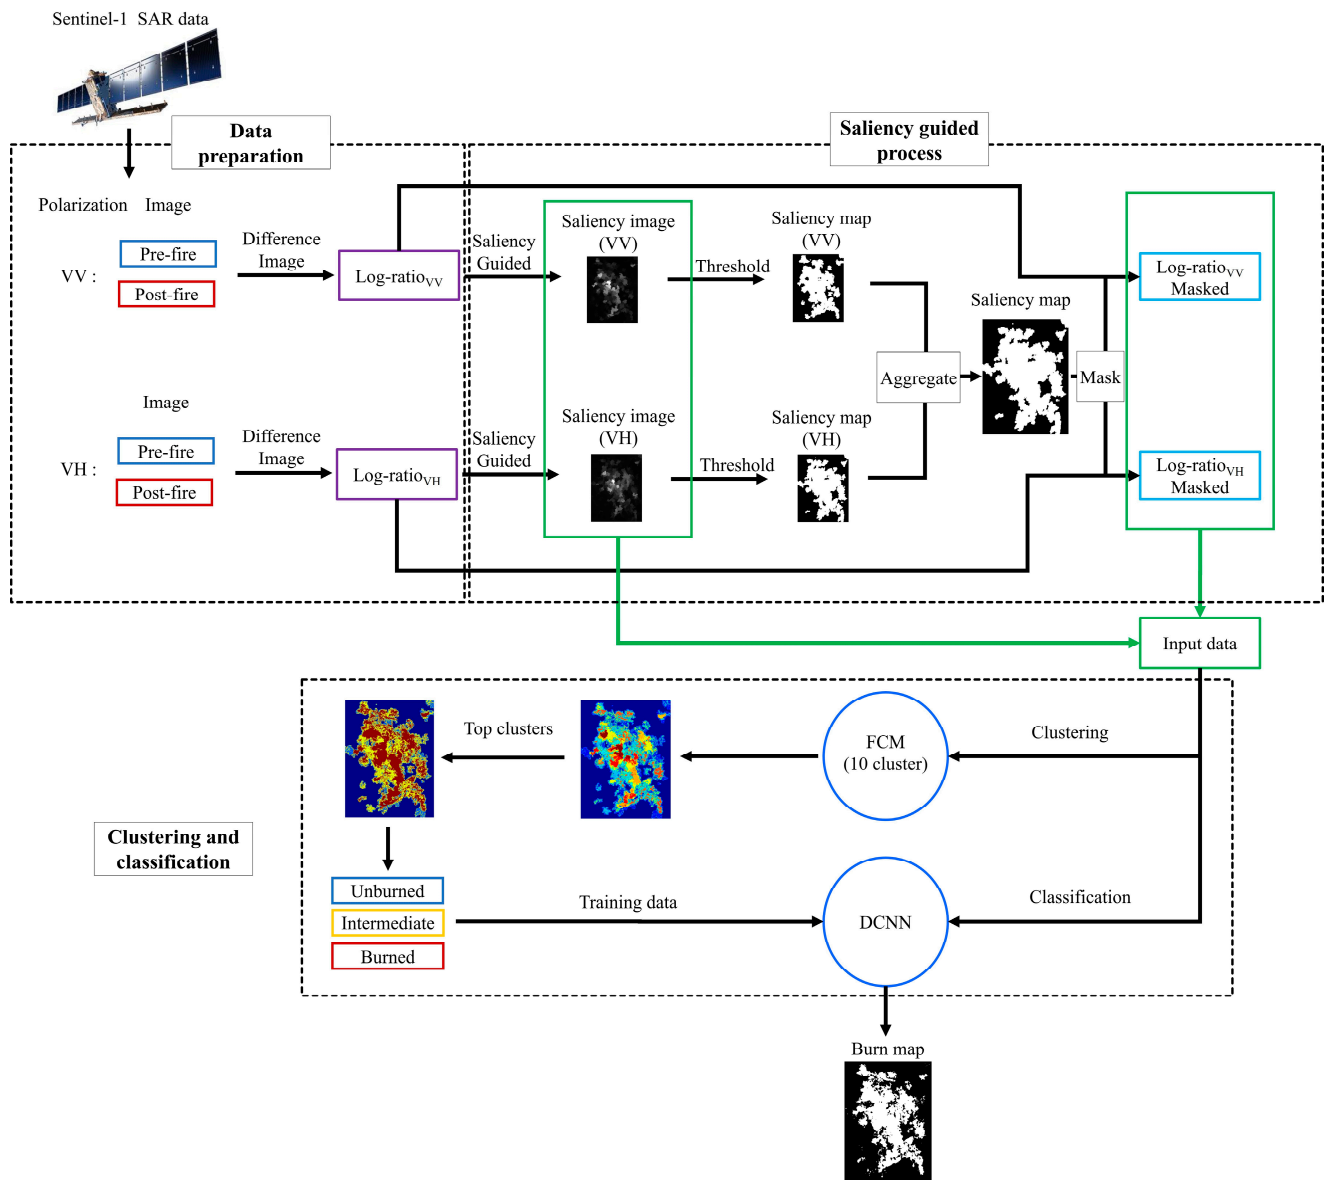 Sentinel-1 SAR data
Data
preparation
Saliency guided
process
Polarization Image
VV :
Pre-fire
Post-fire
Difference
Image
Log-ratioVV
Saliency
Guided
Saliency image
(VV)
Threshold
Saliency map
(VV)
Aggregate
Saliency map
Mask
Log-ratioVV
Masked
Image
VH :
Pre-fire
Post-fire
Difference
Image
Log-ratioVH
Saliency
Guided
Saliency image
(VH)
Threshold
Saliency map
(VH)
Log-ratioVH
Masked
Input data
Clustering and
classification
Top clusters
FCM
(10 cluster)
Clustering
Unburned
Intermediate
Burned
Training data
DCNN
Classification
Burn map